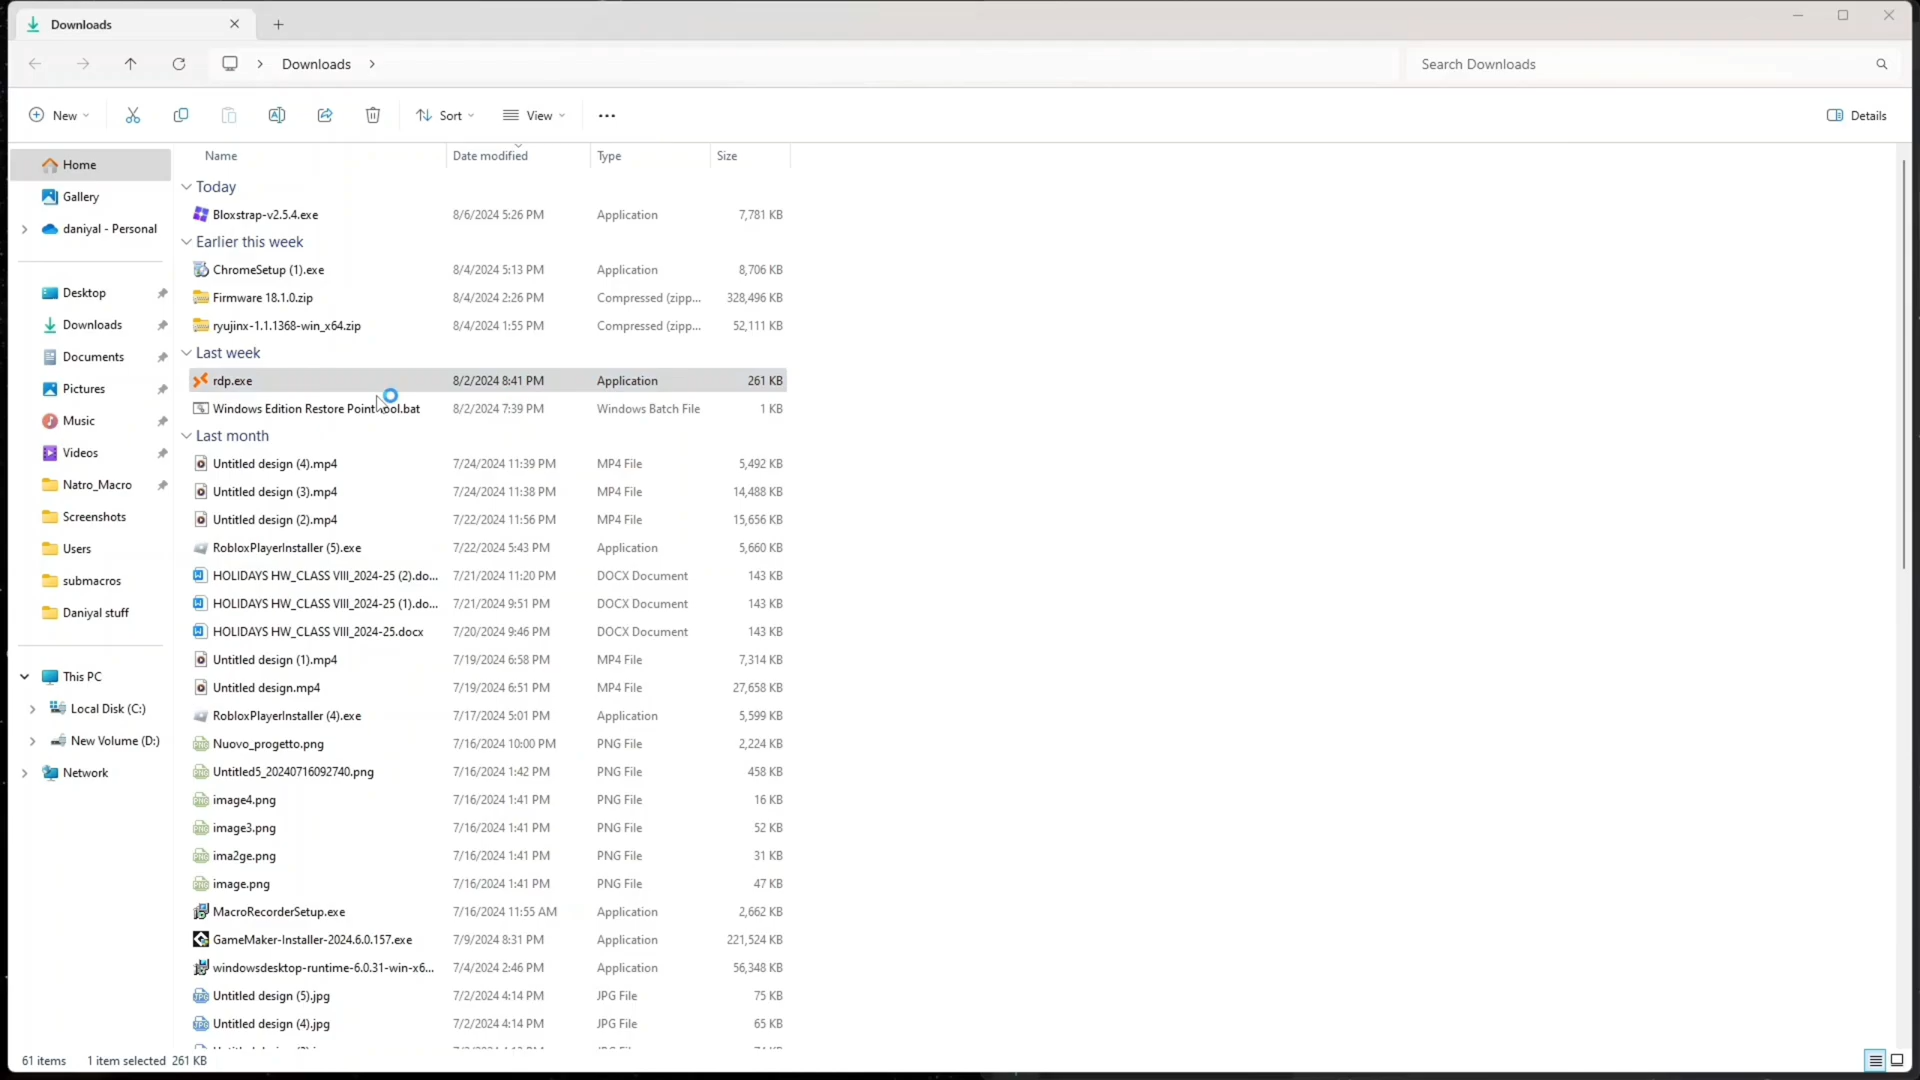 Downloads
Downloads
Search Downloads
New
Sort
View
Details
Name Date modified Type Size
Home
Gallery
daniyal - Personal
Desktop
Downloads
Documents
Pictures
Music
Videos
Natro_Macro
Screenshots
Users
submacros
Daniyal stuff
This PC
Local Disk (C:)
New Volume (D:)
Network
Today
Bloxstrap-v2.5.4.exe 8/6/2024 5:26 PM Application 7,781 KB
Earlier this week
ChromeSetup (1).exe 8/4/2024 5:13 PM Application 8,706 KB
Firmware 18.1.0.zip 8/4/2024 2:26 PM Compressed (zipp... 328,496 KB
ryujinx-1.1.1368-win_x64.zip 8/4/2024 1:55 PM Compressed (zipp... 52,111 KB
Last week
rdp.exe 8/2/2024 8:41 PM Application 261 KB
Windows Edition Restore Point Tool.bat 8/2/2024 7:39 PM Windows Batch File 1 KB
Last month
Untitled design (4).mp4 7/24/2024 11:39 PM MP4 File 5,492 KB
Untitled design (3).mp4 7/24/2024 11:38 PM MP4 File 14,488 KB
Untitled design (2).mp4 7/22/2024 11:56 PM MP4 File 15,656 KB
RobloxPlayerInstaller (5).exe 7/22/2024 5:43 PM Application 5,660 KB
HOLIDAYS HW_CLASS VIII_2024-25 (2).do... 7/21/2024 11:20 PM DOCX Document 143 KB
HOLIDAYS HW_CLASS VIII_2024-25 (1).do... 7/21/2024 9:51 PM DOCX Document 143 KB
HOLIDAYS HW_CLASS VIII_2024-25.docx 7/20/2024 9:46 PM DOCX Document 143 KB
Untitled design (1).mp4 7/19/2024 6:58 PM MP4 File 7,314 KB
Untitled design.mp4 7/19/2024 6:51 PM MP4 File 27,658 KB
RobloxPlayerInstaller (4).exe 7/17/2024 5:01 PM Application 5,599 KB
Nuovo_progetto.png 7/16/2024 10:00 PM PNG File 2,224 KB
Untitled5_20240716092740.png 7/16/2024 1:42 PM PNG File 458 KB
image4.png 7/16/2024 1:41 PM PNG File 16 KB
image3.png 7/16/2024 1:41 PM PNG File 52 KB
ima2ge.png 7/16/2024 1:41 PM PNG File 31 KB
image.png 7/16/2024 1:41 PM PNG File 47 KB
MacroRecorderSetup.exe 7/16/2024 11:55 AM Application 2,662 KB
GameMaker-Installer-2024.6.0.157.exe 7/9/2024 8:31 PM Application 221,524 KB
windowsdesktop-runtime-6.0.31-win-x6... 7/4/2024 2:46 PM Application 56,348 KB
Untitled design (5).jpg 7/2/2024 4:14 PM JPG File 75 KB
Untitled design (4).jpg 7/2/2024 4:14 PM JPG File 65 KB
61 items 1 item selected 261 KB